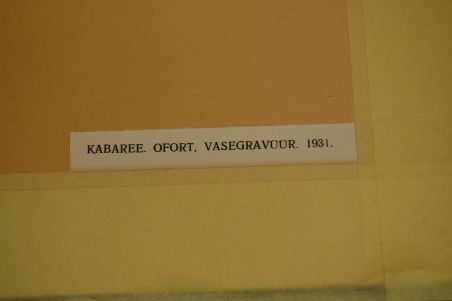 KABAREE. OFORT, VASEGRAVÜÜR. 1931.